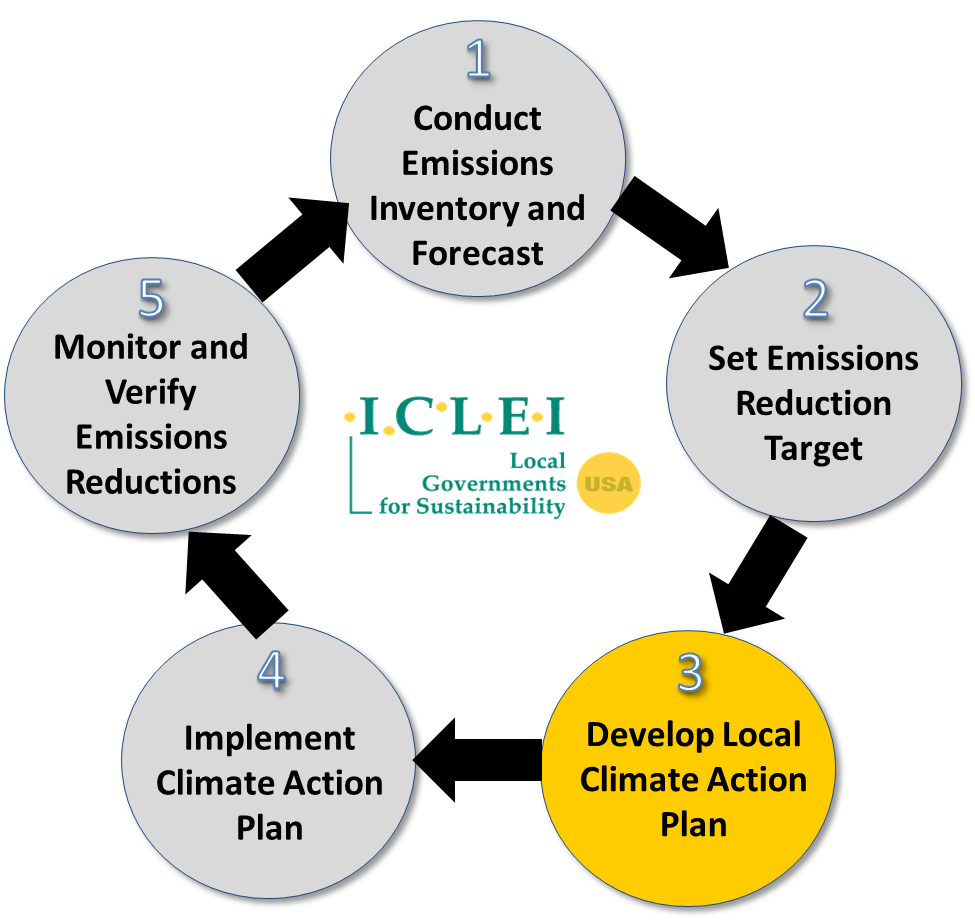 1
Conduct
Emissions
Inventory and
Forecast
2
Set Emissions
Reduction
Target
3
Develop Local
Climate Action
Plan
4
Implement
Climate Action
Plan
5
Monitor and
Verify
Emissions
Reductions
I.C.L.E.I
Local
Governments
for Sustainability
USA